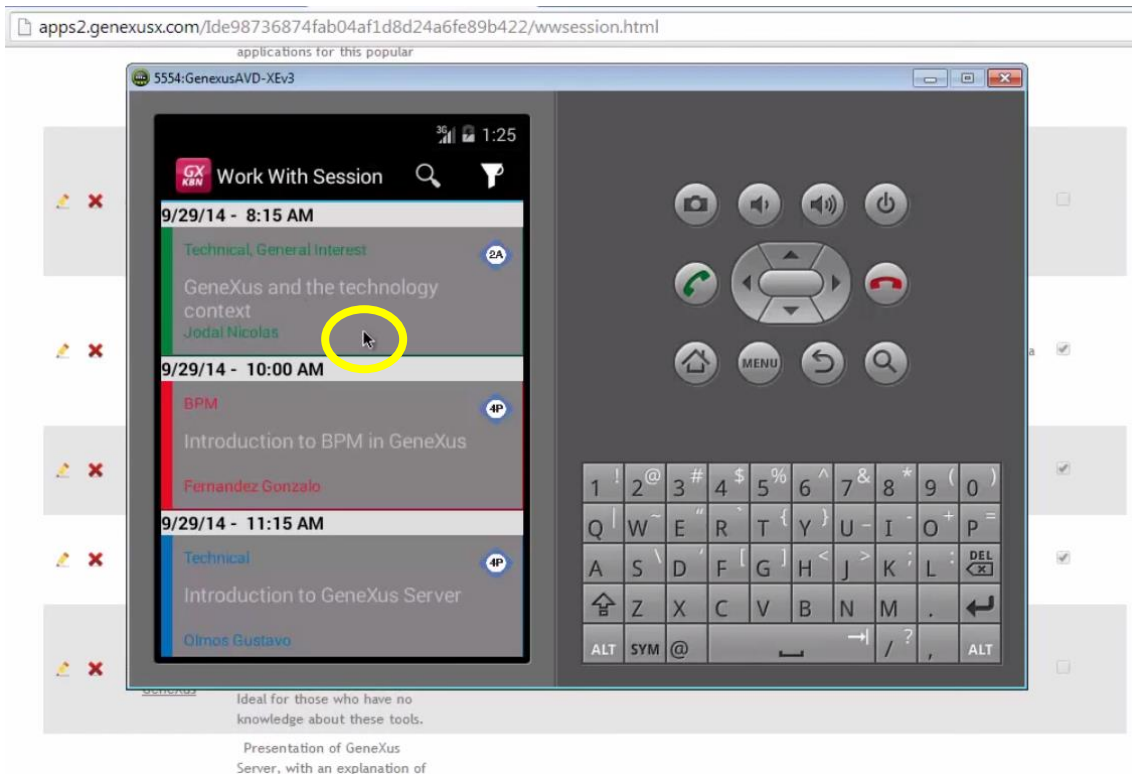 apps2.genexusx.com/Ide98736874fab04af1d8d24a6fe89b422/wwsession.html
applications for this popular
5554:GenexusAVD-XEv3
3G 1:25
GX
KBN
Work With Session
9/29/14 - 8:15 AM
Technical, General Interest
2A
GeneXus and the technology
context
Jodal Nicolas
9/29/14 - 10:00 AM
BPM
4P
Introduction to BPM in GeneXus
Fernandez Gonzalo
9/29/14 - 11:15 AM
Technical
4P
Introduction to GeneXus Server
Olmos Gustavo
MENU
1 ! 2 @ 3 # 4 $ 5 % 6 ^ 7 & 8 * 9 ( 0 )
Q | W ~ E " R ` T { Y } U - I O + P =
A S \ D ' F [ G ] H < J > K ; L : DEL
Z X C V B N M .
ALT SYM @ / ? , ALT
a
GeneXus
Ideal for those who have no
knowledge about these tools.
Presentation of GeneXus
Server, with an explanation of